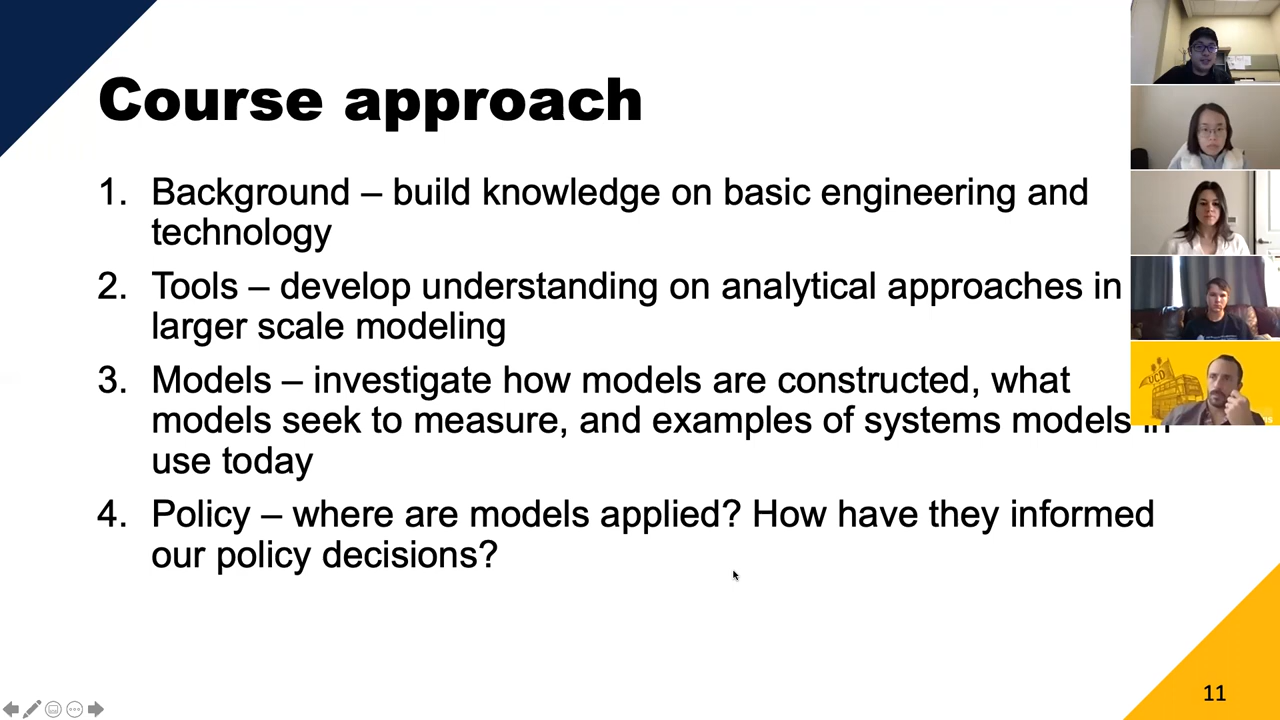 Course approach
1. Background – build knowledge on basic engineering and
technology
2. Tools – develop understanding on analytical approaches in
larger scale modeling
3. Models – investigate how models are constructed, what
models seek to measure, and examples of systems models in
use today
4. Policy – where are models applied? How have they informed
our policy decisions?
UCD
11